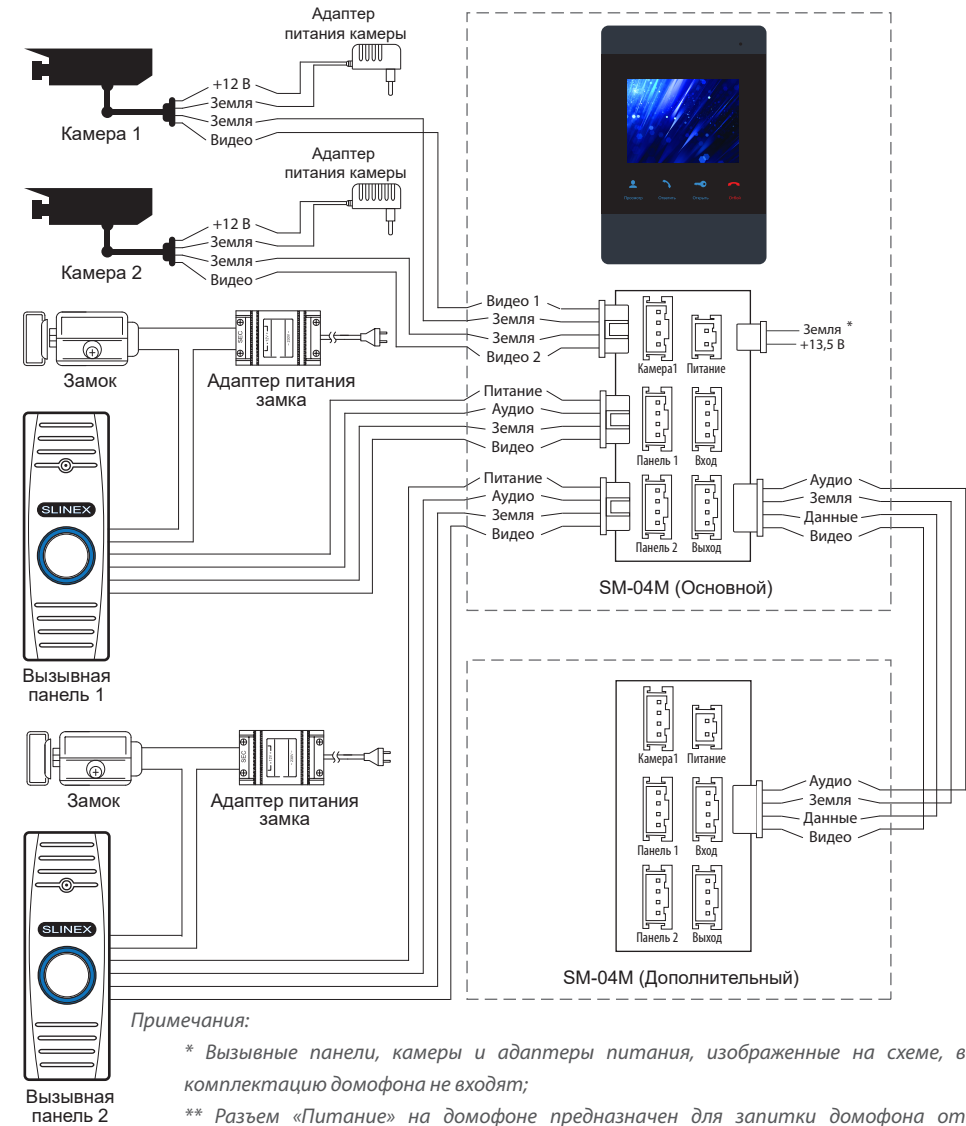 Адаптер
питания камеры
+12 В
Земля
Земля
Видео
Камера 1
Адаптер
питания камеры
+12 В
Земля
Земля
Видео
Камера 2
Замок
SEC
Адаптер питания
замка
SLINEX
Вызывная
панель 1
Видео 1
Земля
Земля
Видео 2
Камера1
Питание
Земля *
+13,5 В
Питание
Аудио
Земля
Видео
Панель 1
Вход
Питание
Аудио
Земля
Видео
Панель 2
Выход
Аудио
Земля
Данные
Видео
SM-04M (Основной)
Замок
SEC
Адаптер питания
замка
SLINEX
Вызывная
панель 2
Камера1
Питание
Панель 1
Вход
Аудио
Земля
Данные
Видео
Панель 2
Выход
SM-04M (Дополнительный)
Примечания:
* Вызывные панели, камеры и адаптеры питания, изображенные на схеме, в
комплектацию домофона не входят;
** Разъем «Питание» на домофоне предназначен для запитки домофона от